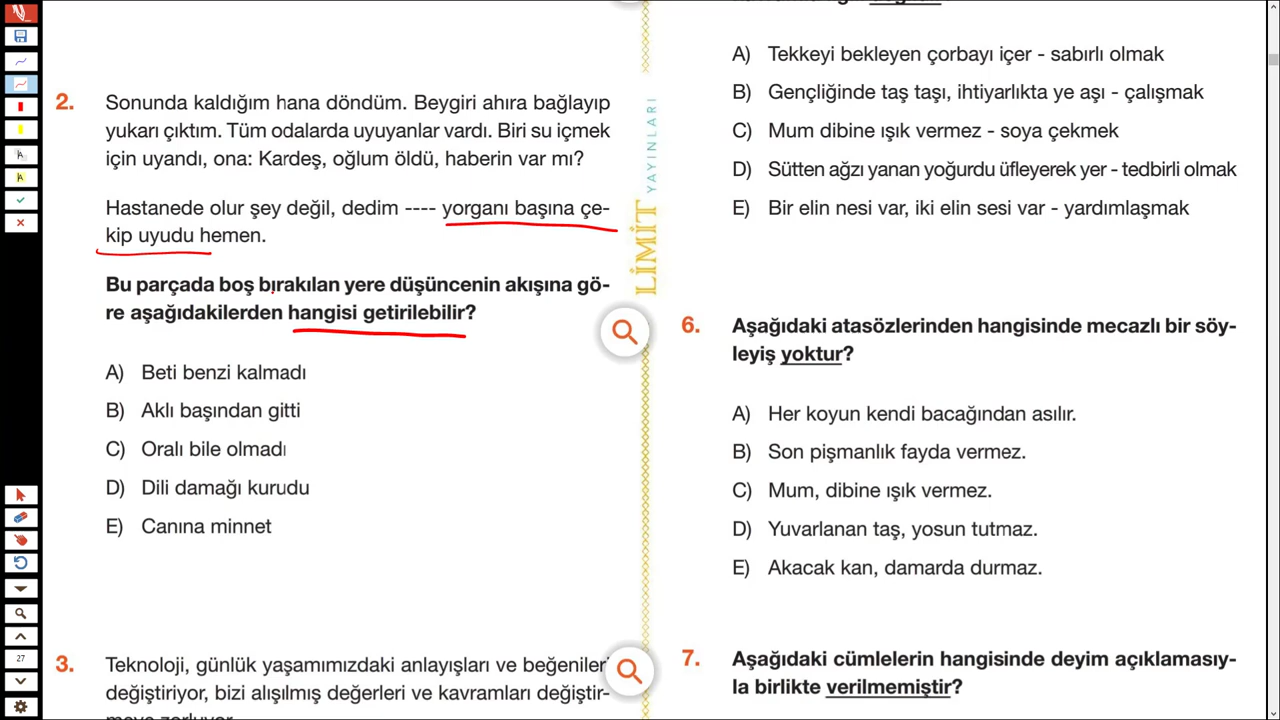 2. Sonunda kaldığım hana döndüm. Beygiri ahıra bağlayıp
yukarı çıktım. Tüm odalarda uyuyanlar vardı. Biri su içmek
için uyandı, ona: Kardeş, oğlum öldü, haberin var mı?
Hastanede olur şey değil, dedim ---- yorganı başına çe-
kip uyudu hemen.
Bu parçada boş bırakılan yere düşüncenin akışına gö-
re aşağıdakilerden hangisi getirilebilir?
A) Beti benzi kalmadı
B) Aklı başından gitti
C) Oralı bile olmadı
D) Dili damağı kurudu
E) Canına minnet
3. Teknoloji, günlük yaşamımızdaki anlayışları ve beğenileri
değiştiriyor, bizi alışılmış değerleri ve kavramları değiştir-
LİMİT YAYINLARI
A) Tekkeyi bekleyen çorbayı içer - sabırlı olmak
B) Gençliğinde taş taşı, ihtiyarlıkta ye aşı - çalışmak
C) Mum dibine ışık vermez - soya çekmek
D) Sütten ağzı yanan yoğurdu üfleyerek yer - tedbirli olmak
E) Bir elin nesi var, iki elin sesi var - yardımlaşmak
6. Aşağıdaki atasözlerinden hangisinde mecazlı bir söy-
leyiş yoktur?
A) Her koyun kendi bacağından asılır.
B) Son pişmanlık fayda vermez.
C) Mum, dibine ışık vermez.
D) Yuvarlanan taş, yosun tutmaz.
E) Akacak kan, damarda durmaz.
7. Aşağıdaki cümlelerin hangisinde deyim açıklamasıy-
la birlikte verilmemiştir?
27